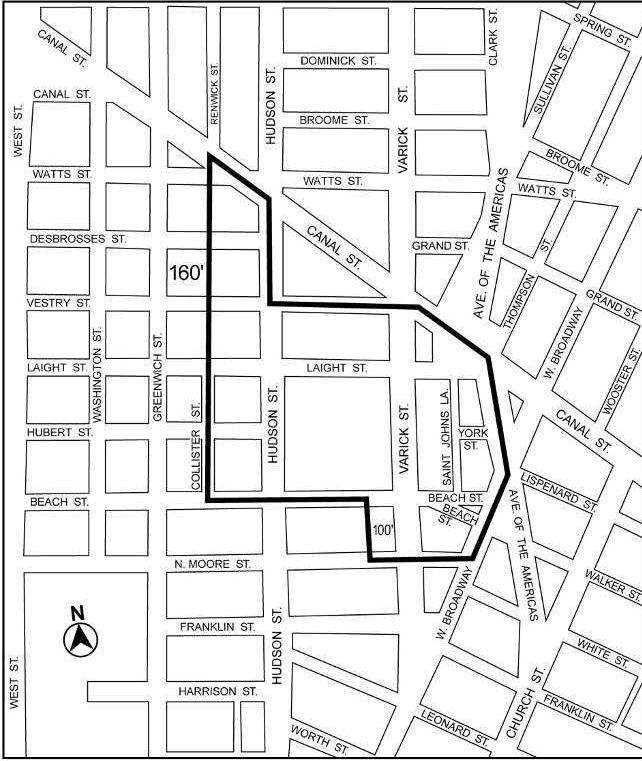 CANAL ST.
CLARK ST.
SPRING ST.
DOMINICK ST.
SULLIVAN ST.
CANAL ST.
RENWICK ST.
HUDSON ST.
VARICK ST.
WEST ST.
BROOME ST.
BROOME ST.
WATTS ST.
WATTS ST.
WATTS ST.
AVE. OF THE AMERICAS
DESBROSSES ST.
CANAL ST.
GRAND ST.
THOMPSON ST.
160'
VESTRY ST.
GRAND ST.
WASHINGTON ST.
GREENWICH ST.
W. BROADWAY
WOOSTER ST.
LAIGHT ST.
LAIGHT ST.
COLLISTER ST.
HUDSON ST.
VARICK ST.
SAINT JOHNS LA.
YORK ST.
CANAL ST.
HUBERT ST.
BEACH ST.
BEACH ST.
BEACH ST.
LISPENARD ST.
AVE. OF THE AMERICAS
100'
N. MOORE ST.
W. BROADWAY
WALKER ST.
N
FRANKLIN ST.
HUDSON ST.
WHITE ST.
WEST ST.
HARRISON ST.
CHURCH ST.
FRANKLIN ST.
WORTH ST.
LEONARD ST.